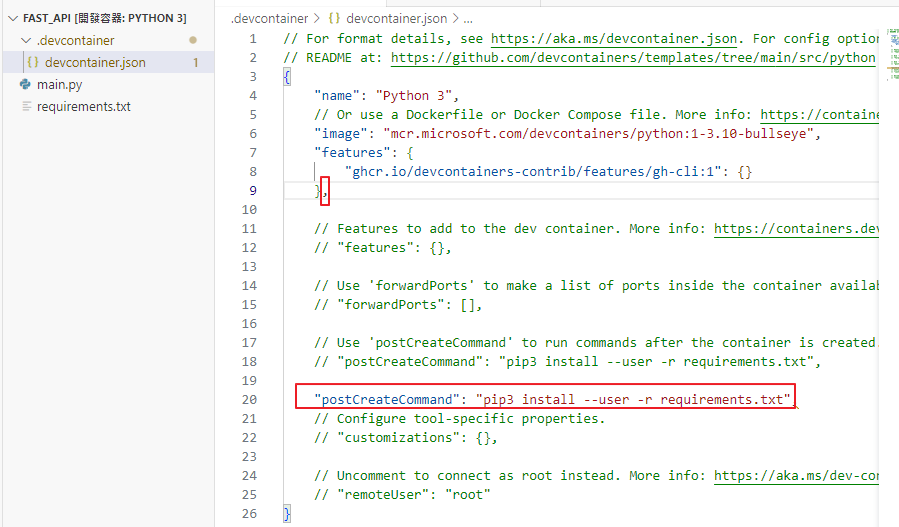 FAST_API [開發容器: PYTHON 3]
.devcontainer
{} devcontainer.json 1
main.py
requirements.txt
.devcontainer > {} devcontainer.json > ...
1 // For format details, see https://aka.ms/devcontainer.json. For config option
2 // README at: https://github.com/devcontainers/templates/tree/main/src/python
3 {
4 "name": "Python 3",
5 // Or use a Dockerfile or Docker Compose file. More info: https://containe
6 "image": "mcr.microsoft.com/devcontainers/python:1-3.10-bullseye",
7 "features": {
8 "ghcr.io/devcontainers-contrib/features/gh-cli:1": {}
9 },
10
11 // Features to add to the dev container. More info: https://containers.dev
12 // "features": {},
13
14 // Use 'forwardPorts' to make a list of ports inside the container availab
15 // "forwardPorts": [],
16
17 // Use 'postCreateCommand' to run commands after the container is created.
18 // "postCreateCommand": "pip3 install --user -r requirements.txt",
19
20 "postCreateCommand": "pip3 install --user -r requirements.txt",
21 // Configure tool-specific properties.
22 // "customizations": {},
23
24 // Uncomment to connect as root instead. More info: https://aka.ms/dev-con
25 // "remoteUser": "root"
26 }